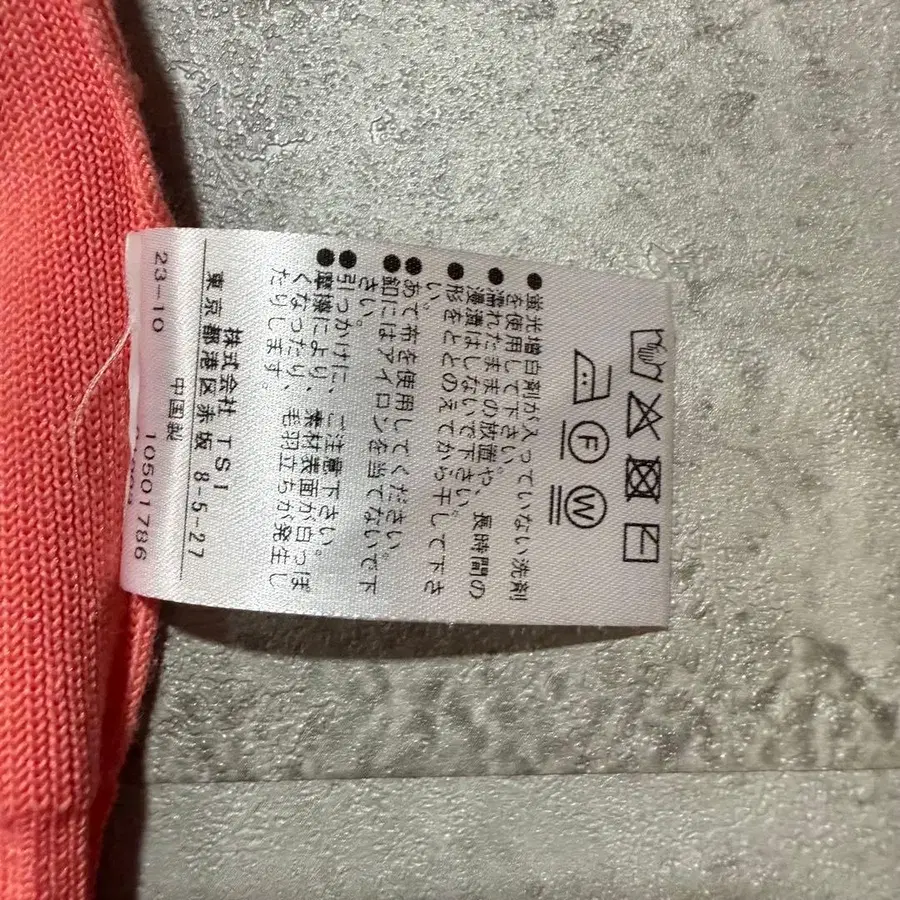 F W
●蛍光増白剤が入っていない洗剤
を使用して下さい。
●濡れたままの放置や、長時間の
浸漬はしないで下さい。
●形をととのえてから干して下さ
い。
●あて布を使用してください。
●釦にはアイロンを当てないで下
さい。
●引っかけに、ご注意下さい。
●摩擦により、素材表面が白っぽ
くなったり、毛羽立ちが発生し
たりします。
株式会社 TSI
東京都港区赤坂 8-5-27
中国製
23-10 10501786